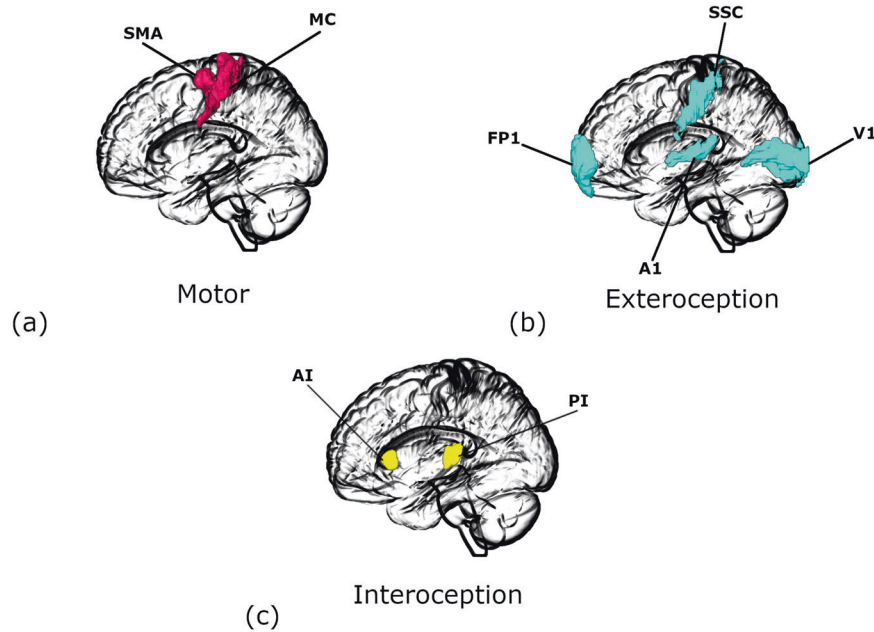 SMA
MC
Motor
(a)
SSC
FP1
V1
A1
Exteroception
(b)
AI
PI
Interoception
(c)